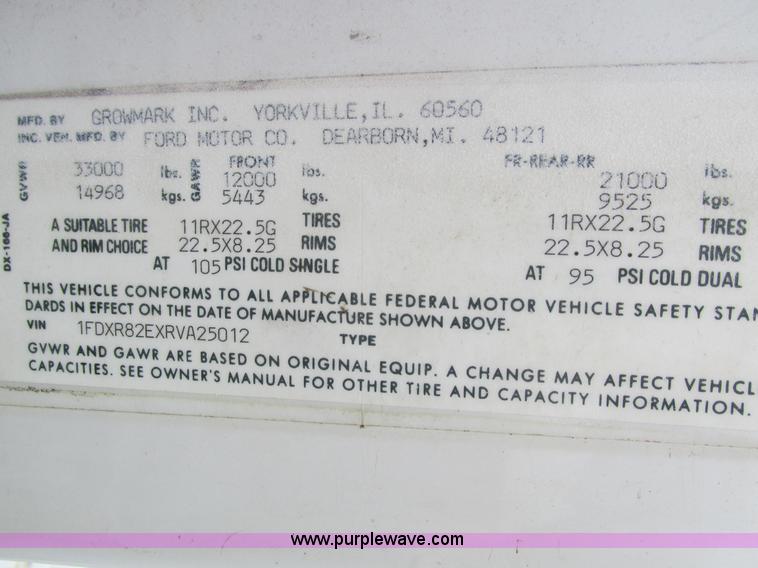 MFD. BY GROWMARK INC. YORKVILLE,IL. 60560
INC. VEH. MFD. BY FORD MOTOR CO. DEARBORN,MI. 48121
GVWR 33000 lbs. GAWR FRONT 12000 lbs. FR-REAR-RR 21000 lbs.
14968 kgs. 5443 kgs. 9525 kgs.
A SUITABLE TIRE 11RX22.5G TIRES 11RX22.5G TIRES
AND RIM CHOICE 22.5X8.25 RIMS 22.5X8.25 RIMS
AT 105 PSI COLD SINGLE AT 95 PSI COLD DUAL
DX-166-JA
THIS VEHICLE CONFORMS TO ALL APPLICABLE FEDERAL MOTOR VEHICLE SAFETY STAN
DARDS IN EFFECT ON THE DATE OF MANUFACTURE SHOWN ABOVE.
VIN 1FDXR82EXRVA25012 TYPE
GVWR AND GAWR ARE BASED ON ORIGINAL EQUIP. A CHANGE MAY AFFECT VEHICL
CAPACITIES. SEE OWNER'S MANUAL FOR OTHER TIRE AND CAPACITY INFORMATION.
www.purplewave.com